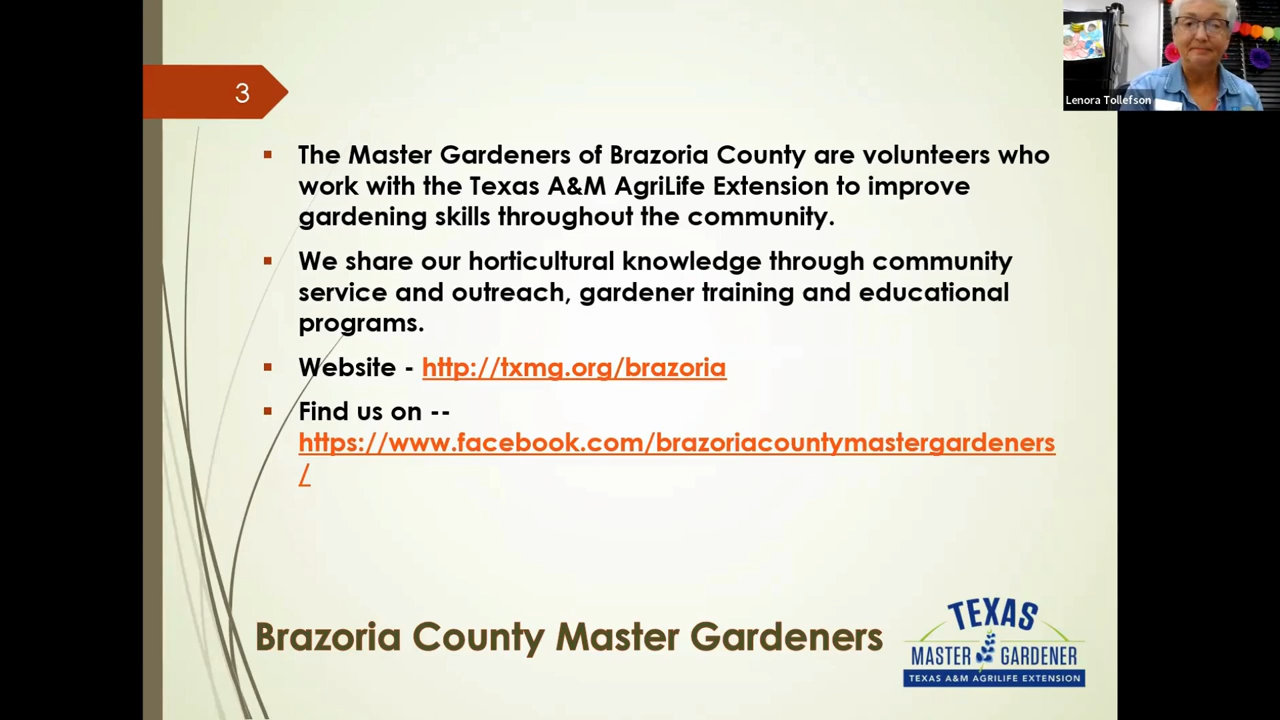 Lenora Tollefson
3
The Master Gardeners of Brazoria County are volunteers who
work with the Texas A&M AgriLife Extension to improve
gardening skills throughout the community.
We share our horticultural knowledge through community
service and outreach, gardener training and educational
programs.
Website - http://txmg.org/brazoria
Find us on --
https://www.facebook.com/brazoriacountymastergardeners
/
Brazoria County Master Gardeners
TEXAS
MASTER GARDENER
TEXAS A&M AGRILIFE EXTENSION